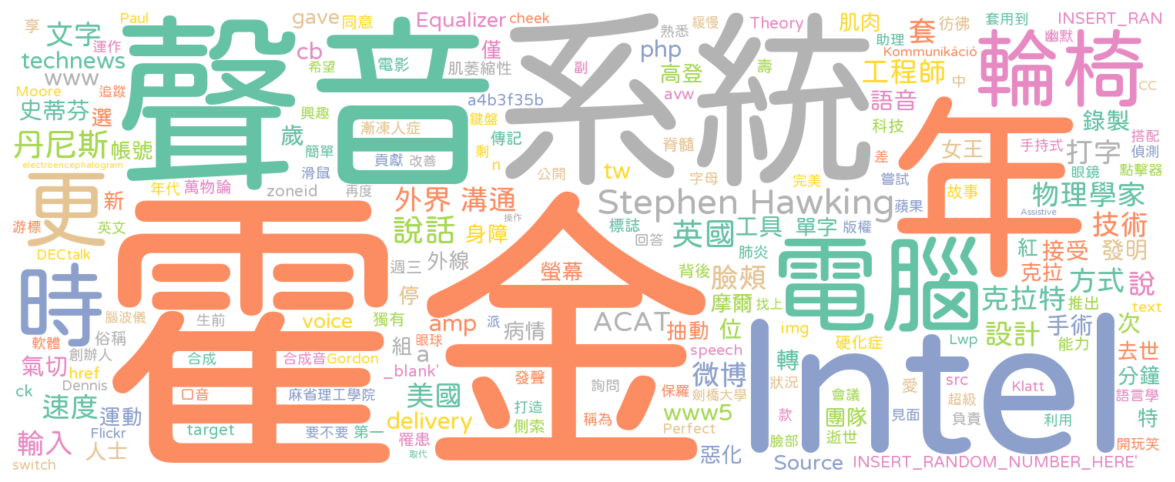 享
文字
運作
Paul
gave
同意
Equalizer
cheek
熟悉
緩慢
Theory
肌肉
助理
套
套用到
彷彿
INSERT_RAN
幽默
technews
希望
電影
cb
肌萎縮性
僅
副
php
高登
avw
壽
Kommunikáció
工程師
中
輪椅
cc
Moore
追蹤
www
史蒂芬
選
聲音
系統
a4b3f35b
語音
錄製
搭配
偵測
丹尼斯
帳號
歲
興趣
漸凍人症
鍵盤
傳記
脊髓
科技
年
女王
打字
手持式
眼鏡
點擊器
electroencephalogram
簡單
貢獻
改善
剩
n
差
更
新
年代
滑鼠
萬物論
zoneid
再度
公開
tw
字母
完美
嘗試
故事
物理學家
游標
英文
外界
溝通
Stephen Hawking
蘋果
版權
Assistive
技術
DECtalk
說話
身障
操作
標誌
工具
單字
英國
回答
肺炎
紅
接受
發明
時
腦波儀
俗稱
霍金
週三
外線
螢幕
背後
臉頰
電腦
克拉
方式
說
生前
停
獨有
摩爾
找上
克拉特
推出
text
軟體
創辦人
voice
amp
派
病情
ACAT
抽動
位
img
硬化症
Lwp
設計
手術
次
能力
去世
氣切
href
合成
合成音
Gordon
組
眼球
a
speech
微博
轉
Intel
分鐘
ck
Dennis
口音
麻省理工學院
_blank'
美國
發聲
詢問
保羅
劍橋大學
狀況
愛
src
超級
Klatt
語言學
速度
運動
打造
稱為
www5
款
會議
團隊
見面
負責
利用
特
輸入
Flickr
target
要不要
第一
delivery
側索
Perfect
臉部
逝世
開玩笑
switch
人士
罹患
取代
惡化
Source
INSERT_RANDOM_NUMBER_HERE'